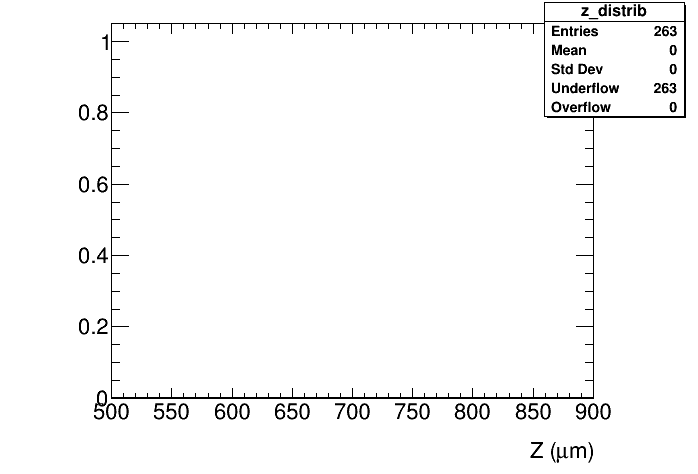 z_distrib
Entries 263
Mean 0
Std Dev 0
Underflow 263
Overflow 0
1
0.8
0.6
0.4
0.2
0
500 550 600 650 700 750 800 850 900
Z (μm)